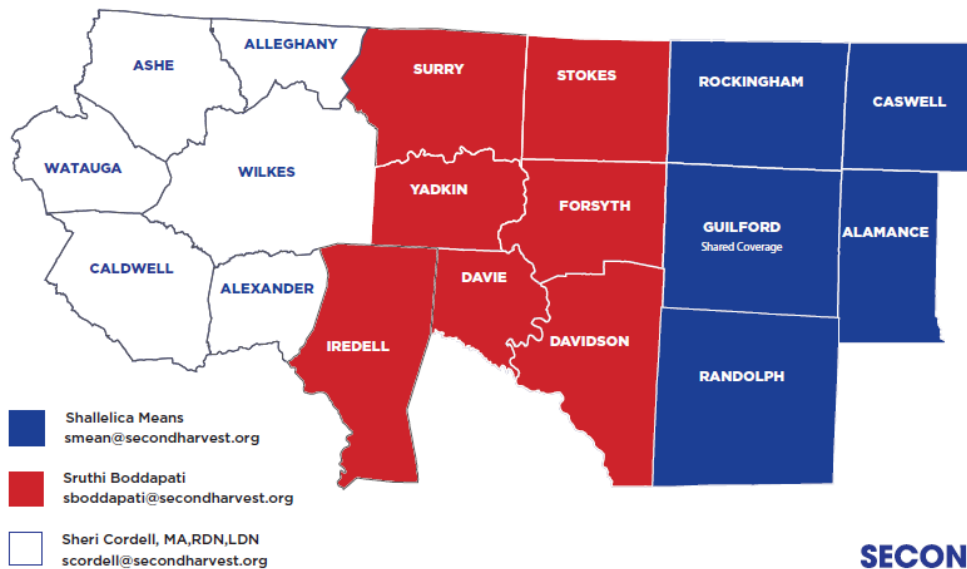 ALLEGHANY
ASHE
SURRY
STOKES
ROCKINGHAM
CASWELL
WATAUGA
WILKES
YADKIN
FORSYTH
GUILFORD
Shared Coverage
ALAMANCE
CALDWELL
ALEXANDER
DAVIE
IREDELL
DAVIDSON
RANDOLPH
Shallelica Means
smean@secondharvest.org
Sruthi Boddapati
sboddapati@secondharvest.org
Sheri Cordell, MA,RDN,LDN
scordell@secondharvest.org
SECON